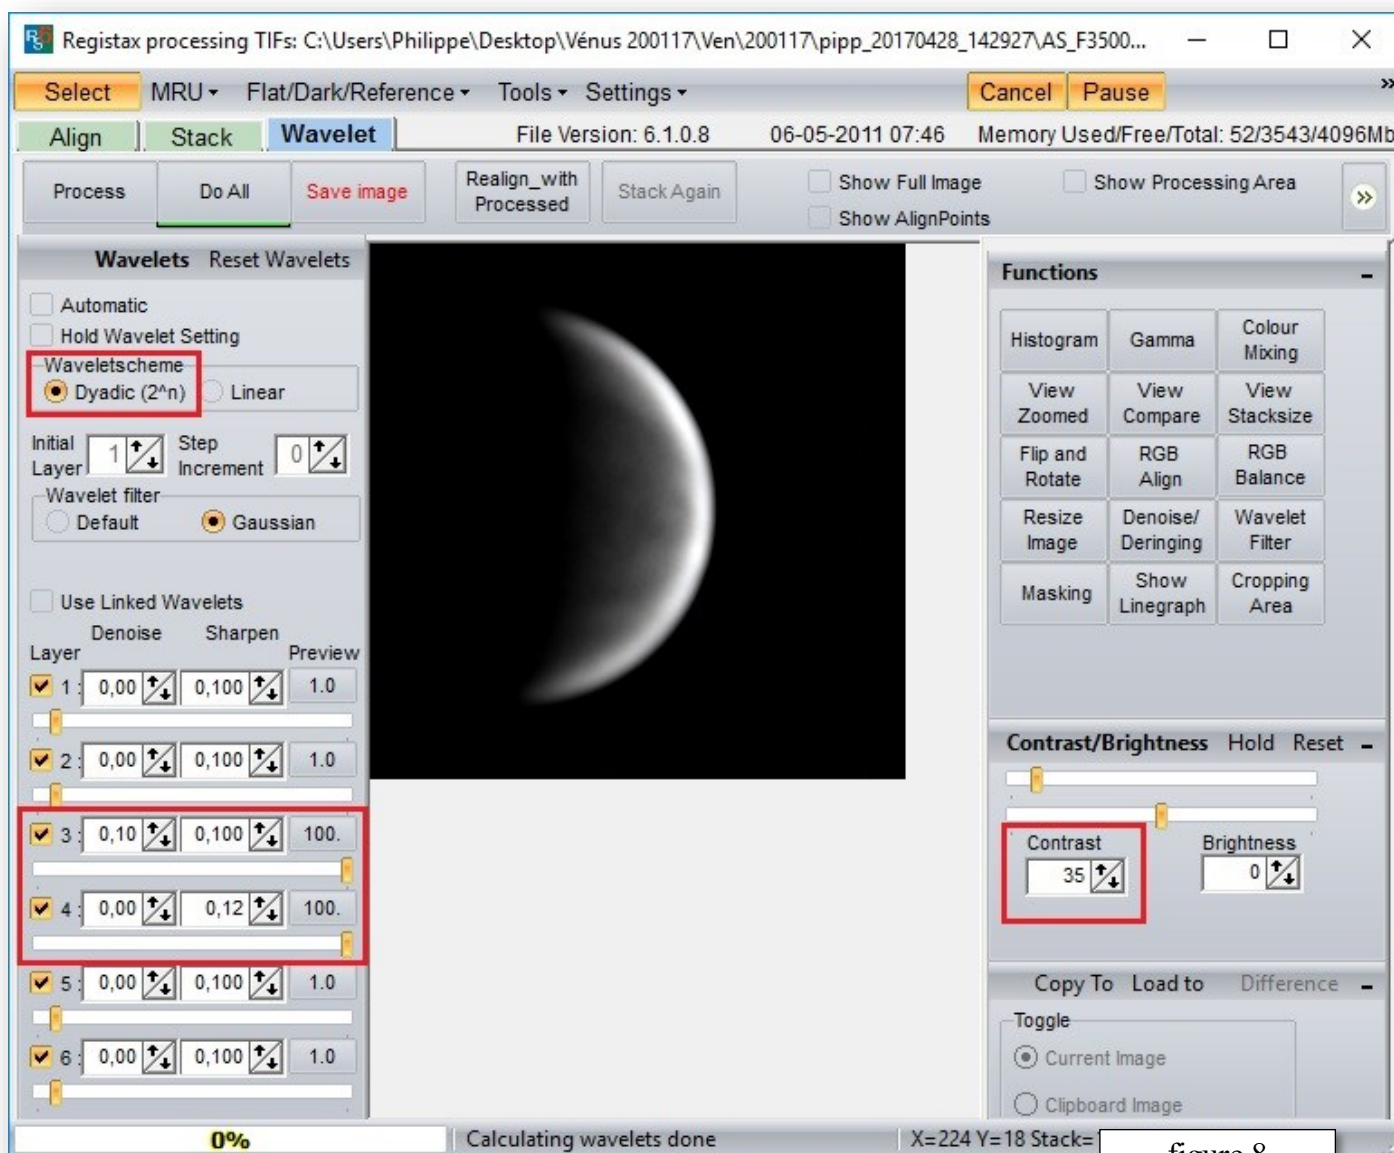 Registax processing TIFs: C:\Users\Philippe\Desktop\Vénus 200117\Ven\200117\pipp_20170428_142927\AS_F3500...
Select MRU Flat/Dark/Reference Tools Settings Cancel Pause »
Align Stack Wavelet File Version: 6.1.0.8 06-05-2011 07:46 Memory Used/Free/Total: 52/3543/4096Mb
Process Do All Save image Realign_with Processed Stack Again
Show Full Image Show Processing Area
Show AlignPoints
Wavelets Reset Wavelets
Automatic
Hold Wavelet Setting
Waveletscheme
Dyadic (2^n) Linear
Initial Layer 1 Step Increment 0
Wavelet filter
Default Gaussian
Use Linked Wavelets
Denoise Sharpen
Layer Preview
1 : 0,00 0,100 1.0
2 : 0,00 0,100 1.0
3 : 0,10 0,100 100.
4 : 0,00 0,12 100.
5 : 0,00 0,100 1.0
6 : 0,00 0,100 1.0
Functions
Histogram Gamma Colour Mixing
View Zoomed View Compare View Stacksize
Flip and Rotate RGB Align RGB Balance
Resize Image Denoise/ Deringing Wavelet Filter
Masking Show Linegraph Cropping Area
Contrast/Brightness Hold Reset
Contrast Brightness
35 0
Copy To Load to Difference
Toggle
Current Image
Clipboard Image
0% Calculating wavelets done X=224 Y=18 Stack=
figure 8